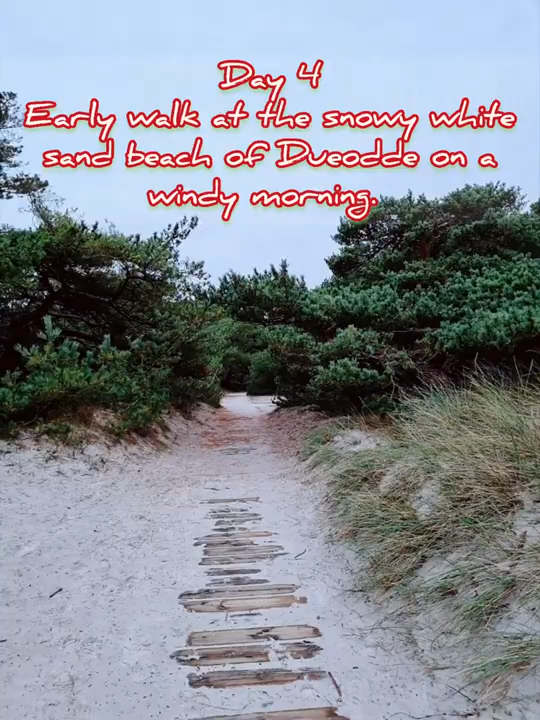 Day 4
Early walk at the snowy white
sand beach of Dueodde on a
windy morning.